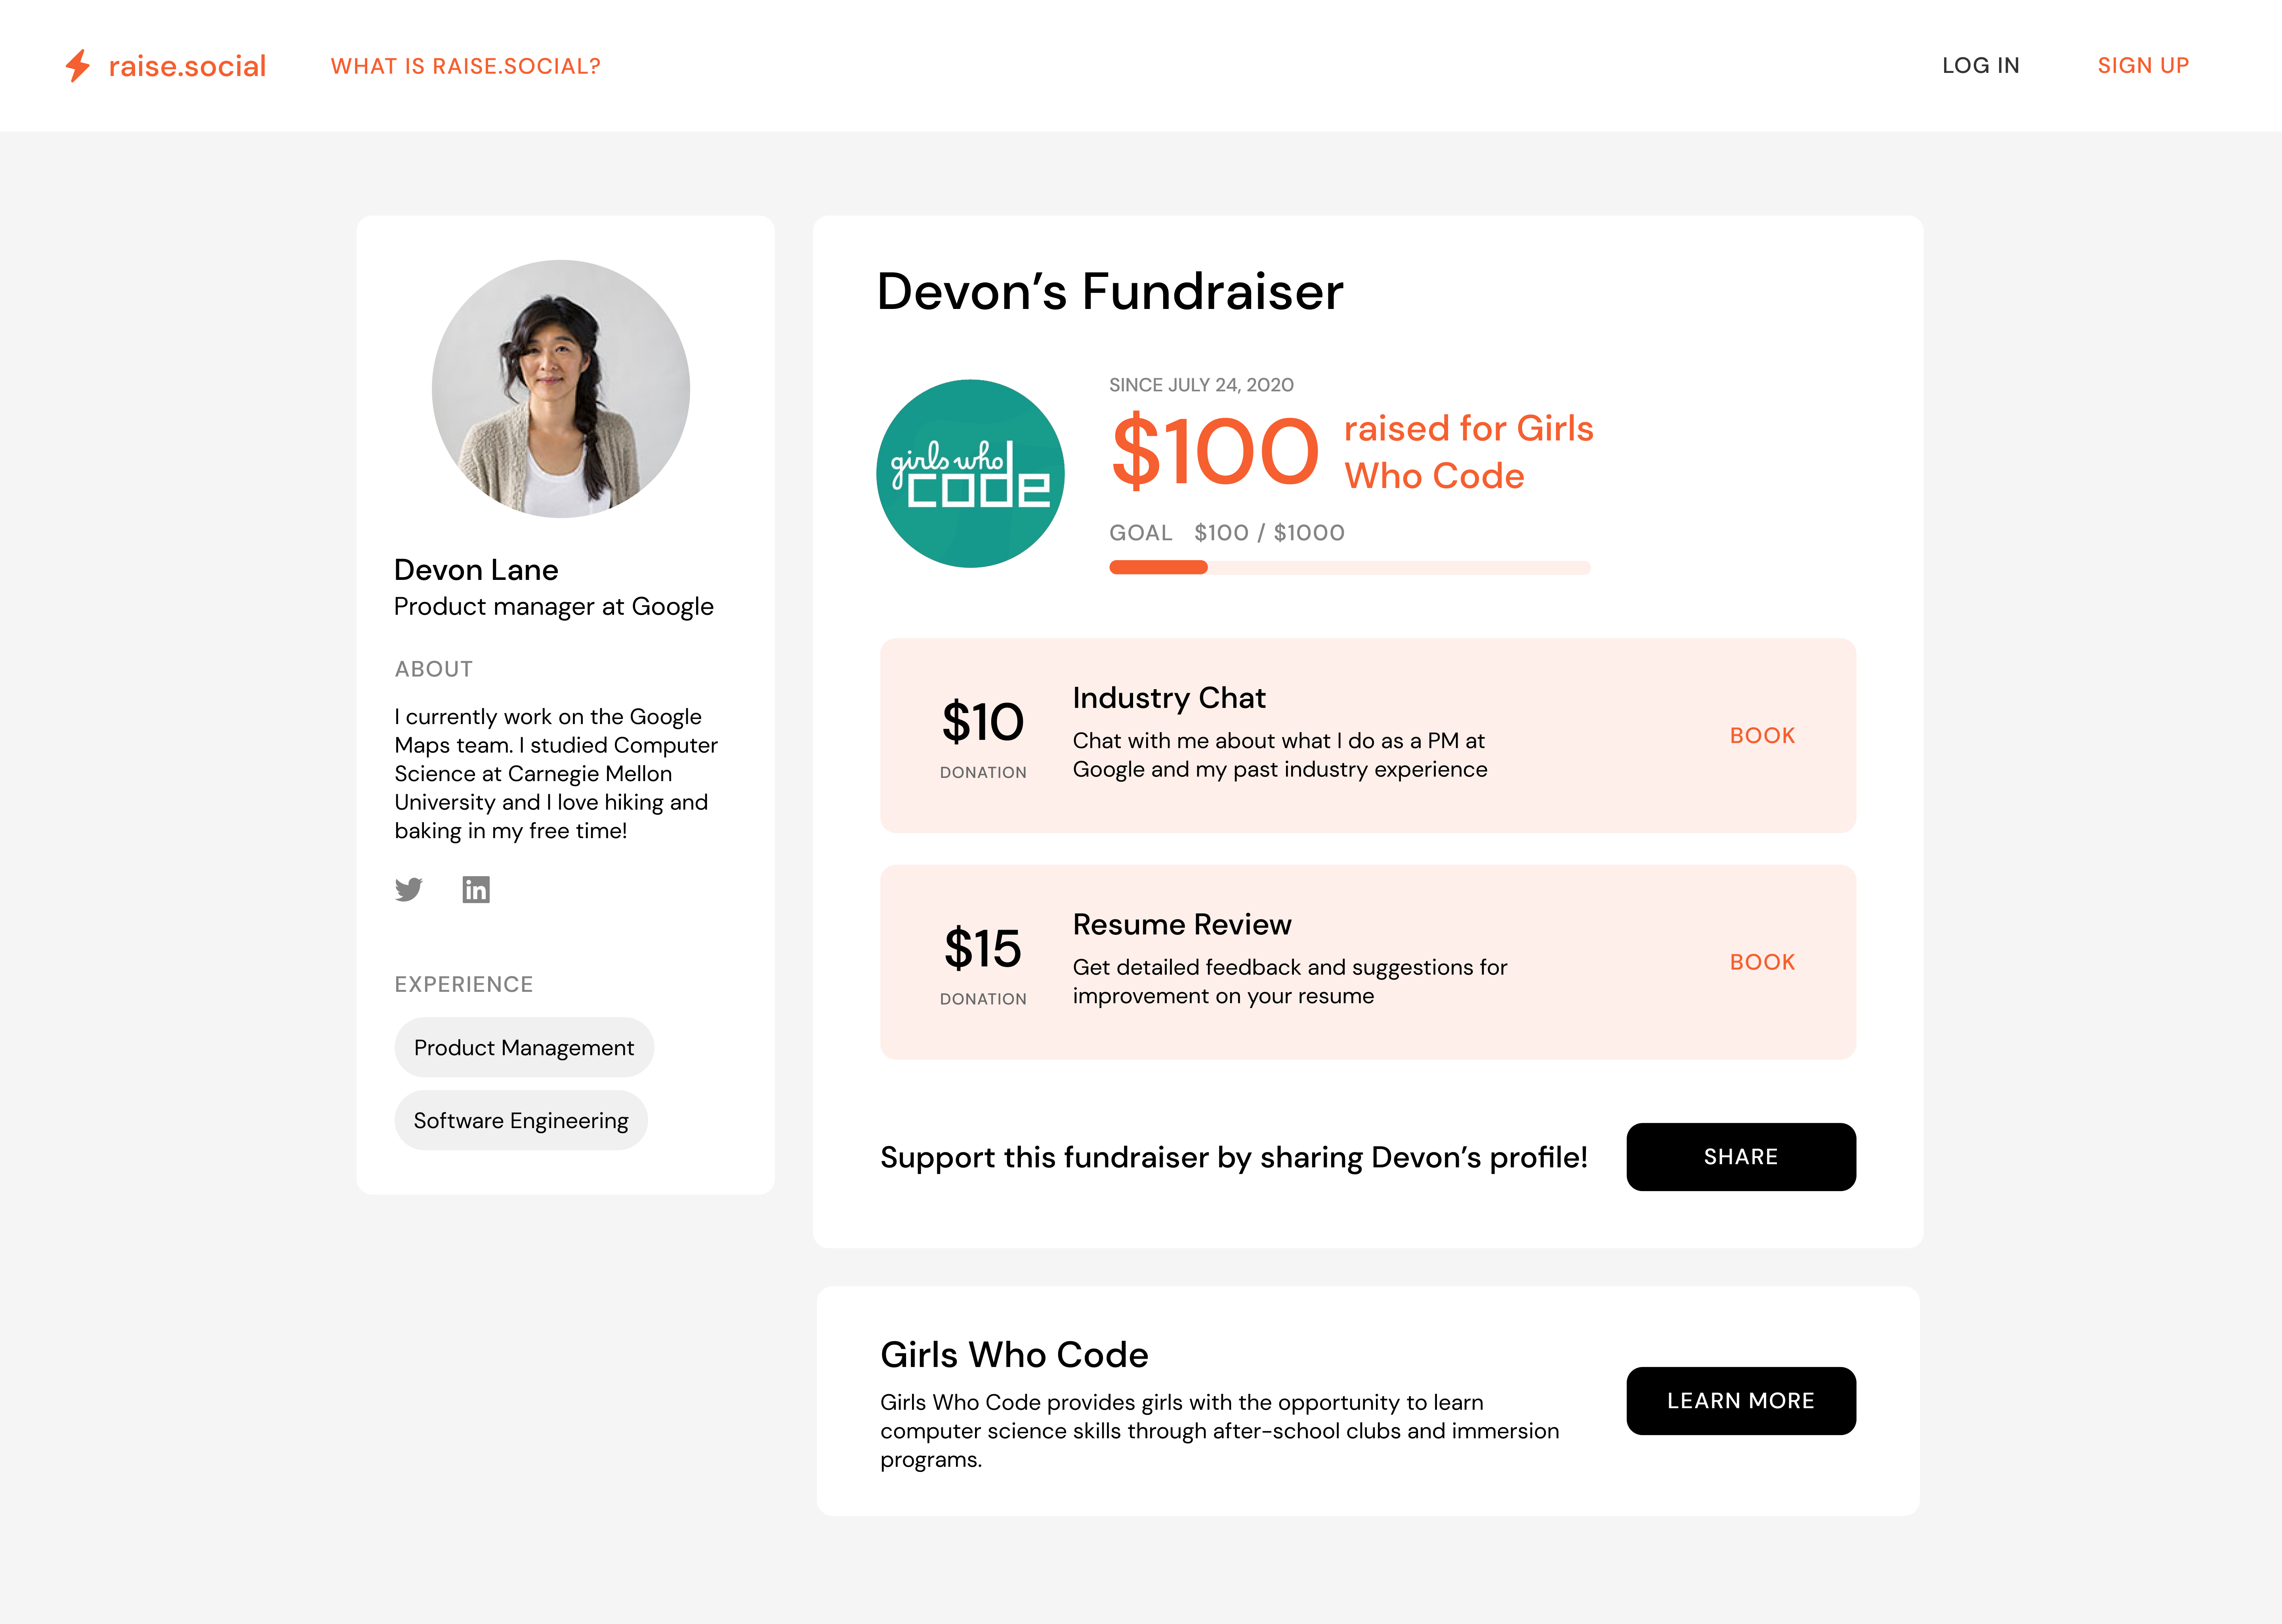 raise.social
WHAT IS RAISE.SOCIAL?
LOG IN
SIGN UP
Devon Lane
Product manager at Google
ABOUT
I currently work on the Google
Maps team. I studied Computer
Science at Carnegie Mellon
University and I love hiking and
baking in my free time!
in
EXPERIENCE
Product Management
Software Engineering
Devon’s Fundraiser
girls who
code
SINCE JULY 24, 2020
$100
raised for Girls
Who Code
GOAL $100 / $1000
$10
DONATION
Industry Chat
Chat with me about what I do as a PM at
Google and my past industry experience
BOOK
$15
DONATION
Resume Review
Get detailed feedback and suggestions for
improvement on your resume
BOOK
Support this fundraiser by sharing Devon’s profile!
SHARE
Girls Who Code
Girls Who Code provides girls with the opportunity to learn
computer science skills through after-school clubs and immersion
programs.
LEARN MORE